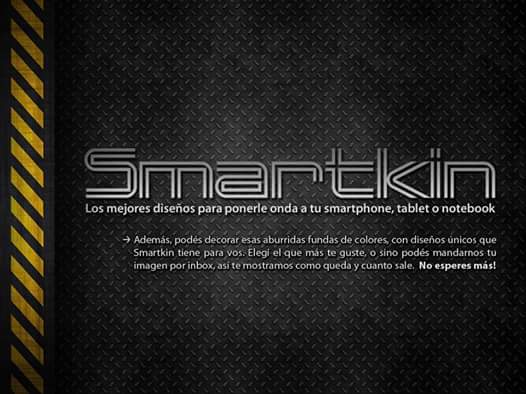 Smartkin
Los mejores diseños para ponerle onda a tu smartphone, tablet o notebook
→ Además, podés decorar esas aburridas fundas de colores, con diseños únicos que
Smartkin tiene para vos. Elegí el que más te guste, o sino podés mandarnos tu
imagen por inbox, asi te mostramos como queda y cuanto sale. No esperes más!